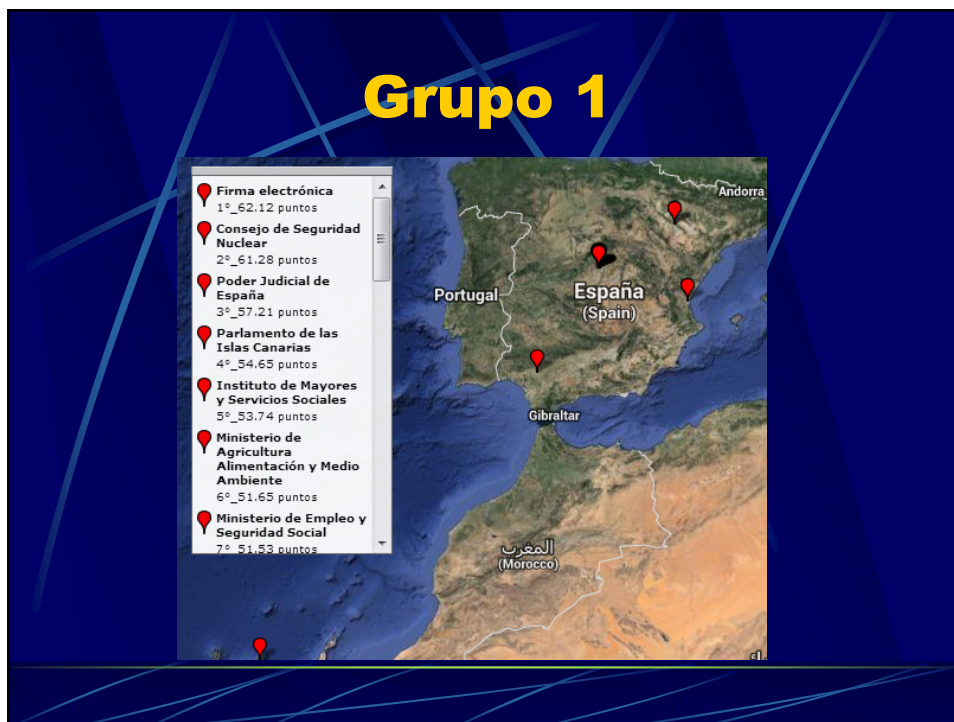 Grupo 1
Firma electrónica
1º_62.12 puntos
Consejo de Seguridad
Nuclear
2º_61.28 puntos
Poder Judicial de
España
3º_57.21 puntos
Parlamento de las
Islas Canarias
4º_54.65 puntos
Instituto de Mayores
y Servicios Sociales
5º_53.74 puntos
Ministerio de
Agricultura
Alimentación y Medio
Ambiente
6º_51.65 puntos
Ministerio de Empleo y
Seguridad Social
7º_51.53 puntos
Andorra
Portugal
España
(Spain)
Gibraltar
المغرب
(Morocco)